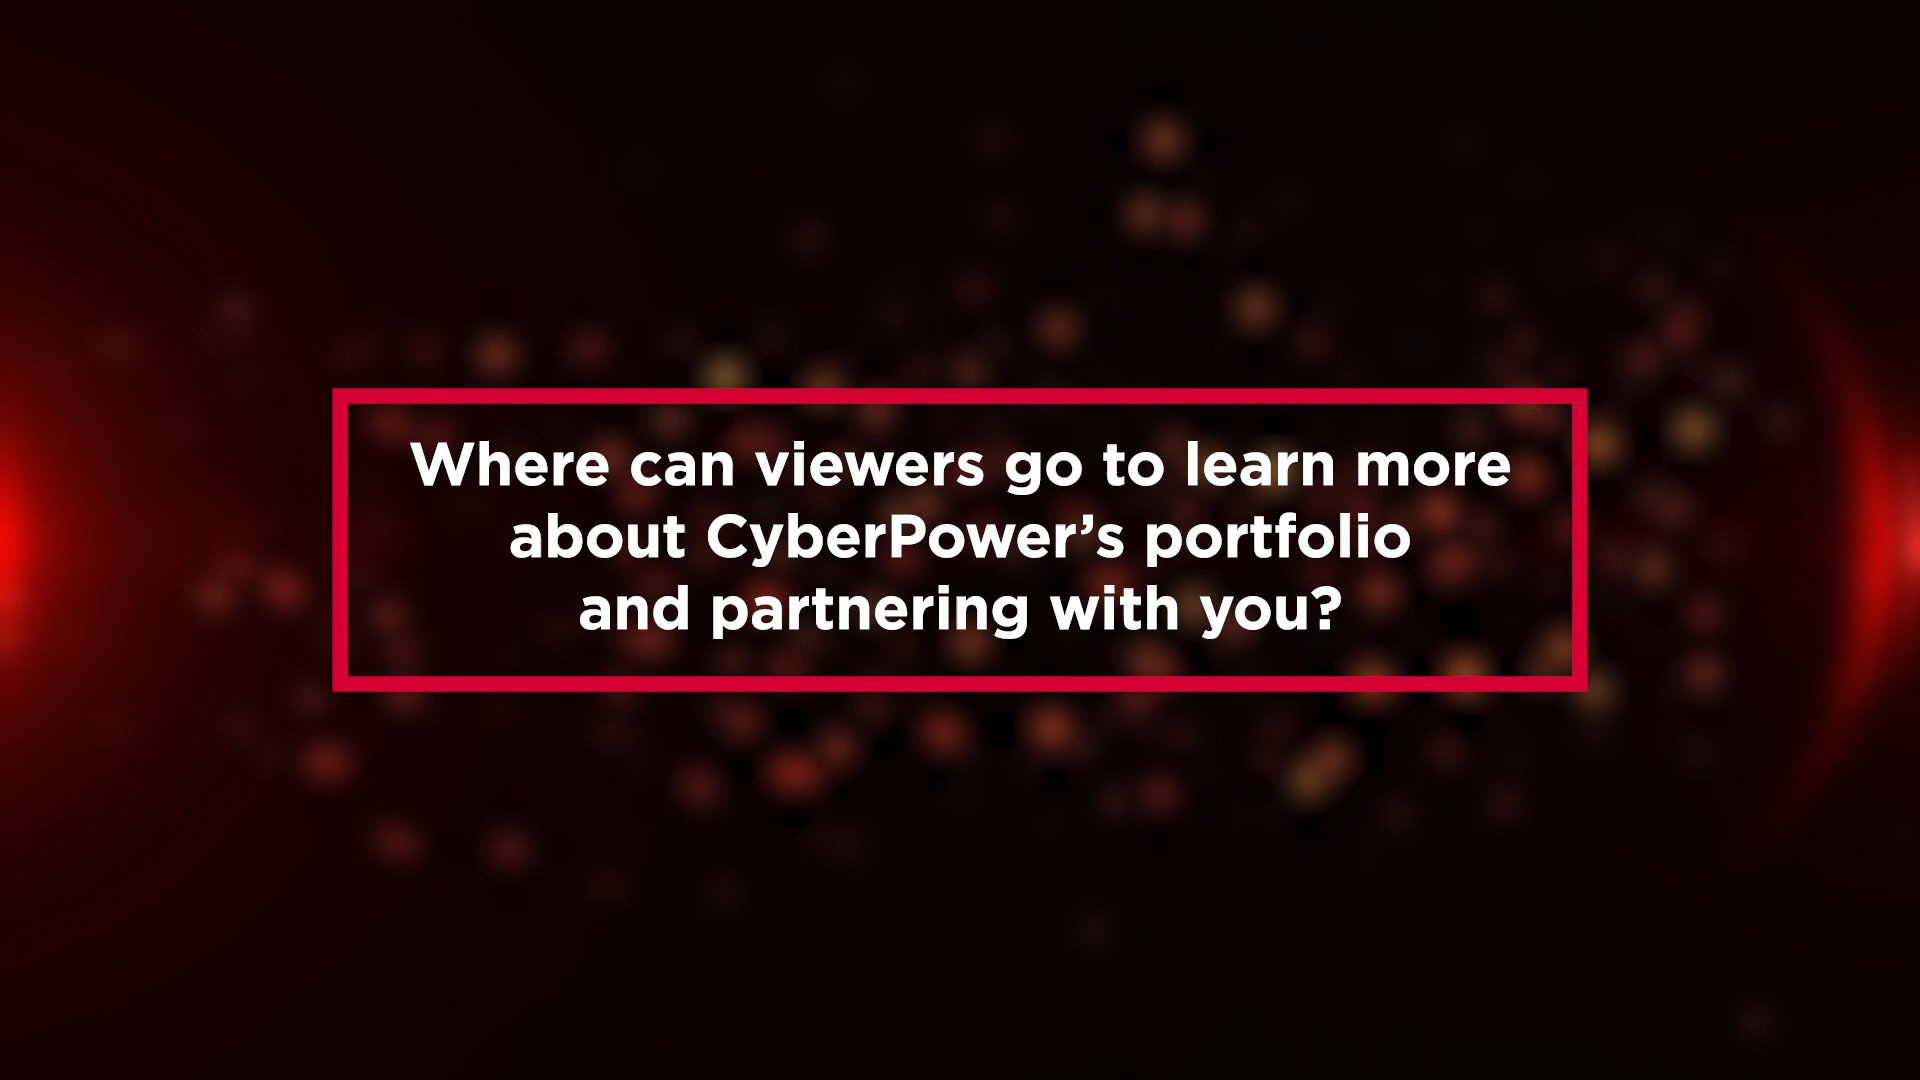 Where can viewers go to learn more
about CyberPower’s portfolio
and partnering with you?